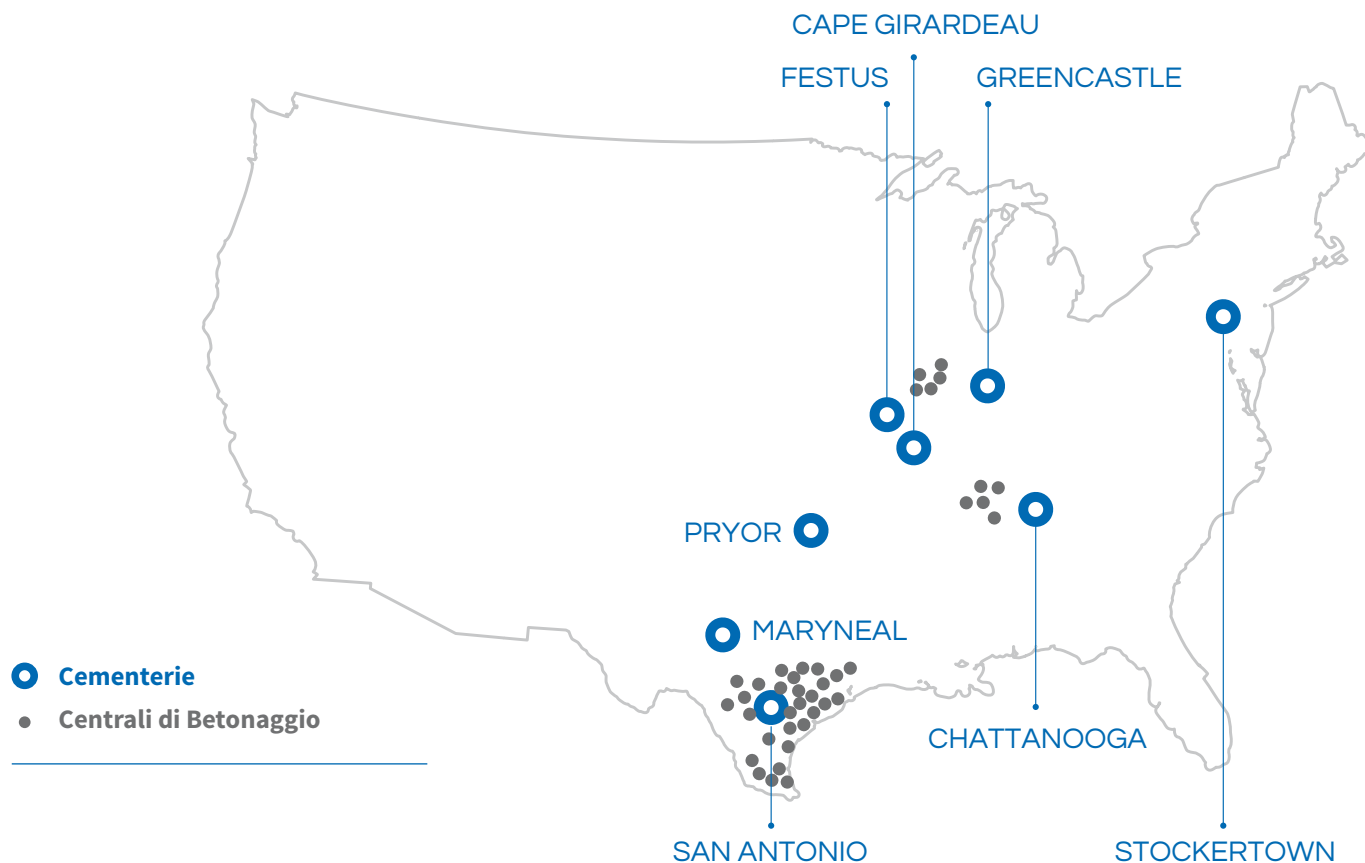 CAPE GIRARDEAU
FESTUS
GREENCASTLE
PRYOR
MARYNEAL
Cementerie
Centrali di Betonaggio
CHATTANOOGA
SAN ANTONIO
STOCKERTOWN